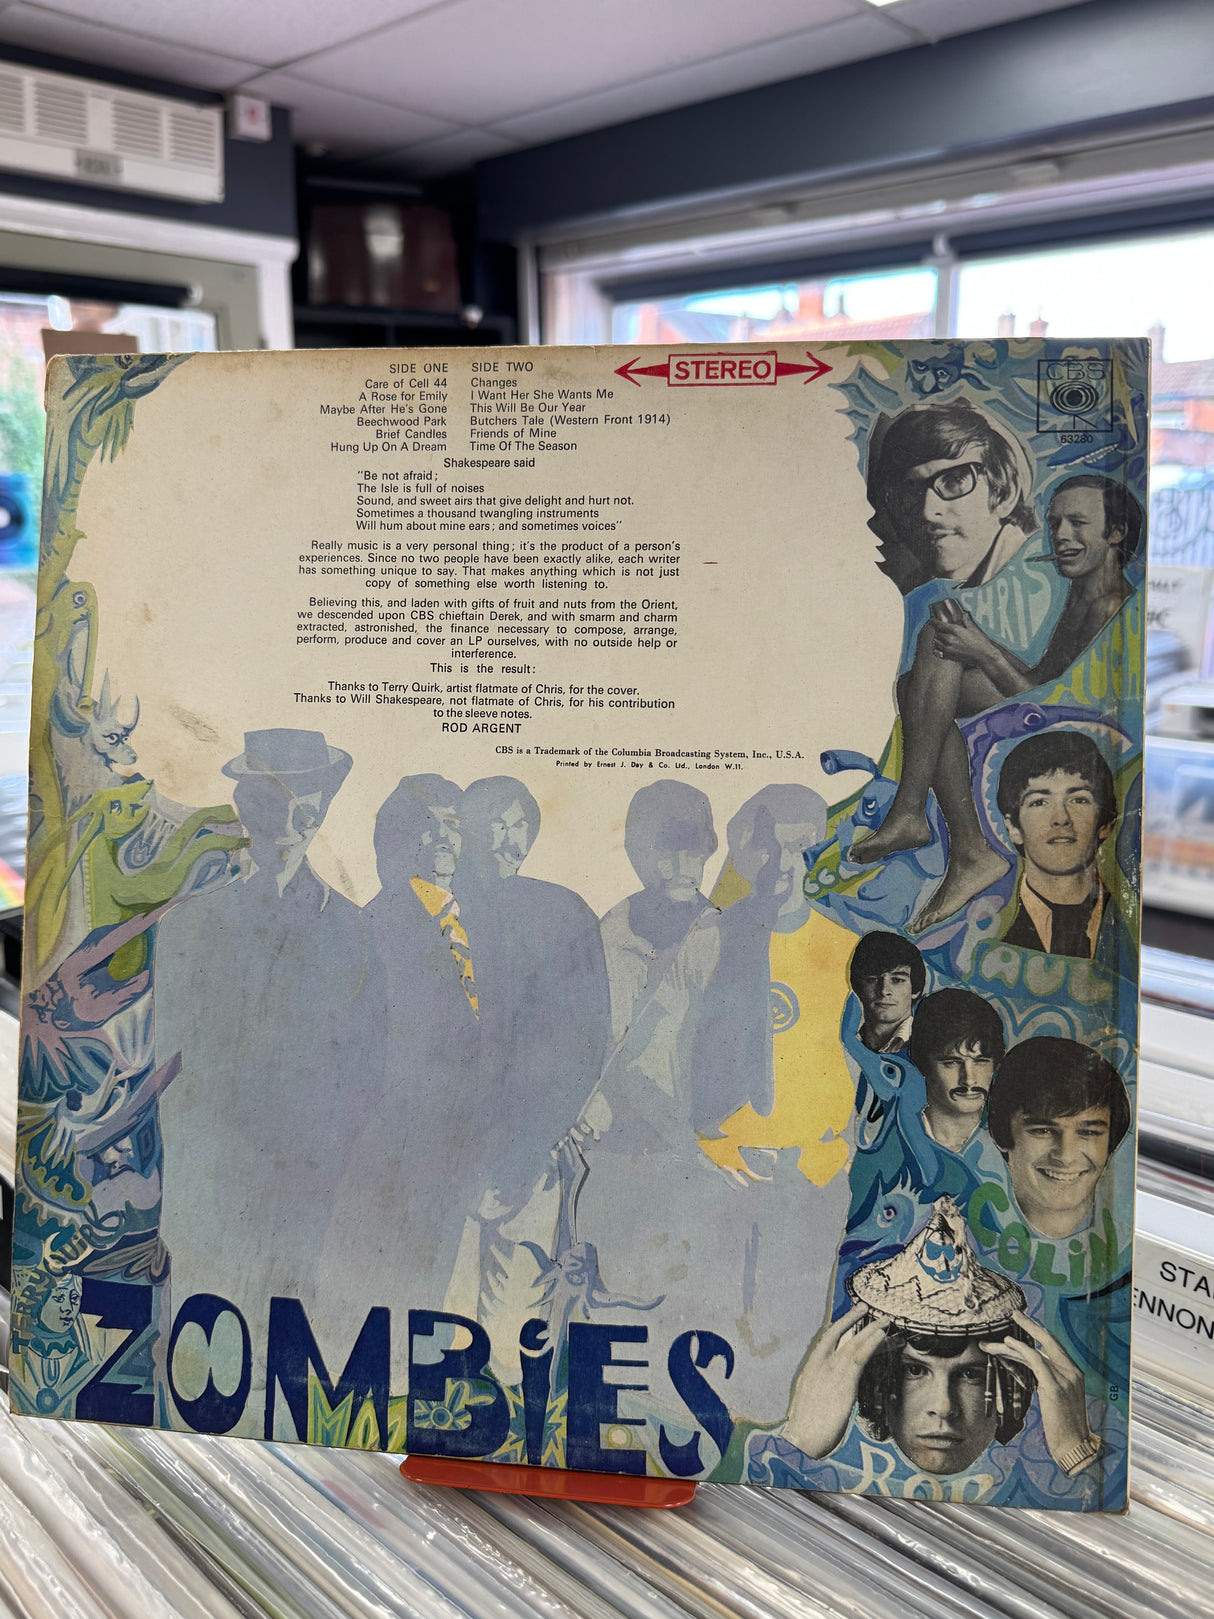 SIDE ONE
Care of Cell 44
A Rose for Emily
Maybe After He's Gone
Beechwood Park
Brief Candles
Hung Up On A Dream
SIDE TWO
Changes
I Want Her She Wants Me
This Will Be Our Year
Butchers Tale (Western Front 1914)
Friends of Mine
Time Of The Season
STEREO
CBS
63280
Shakespeare said
"Be not afraid;
The Isle is full of noises
Sound, and sweet airs that give delight and hurt not.
Sometimes a thousand twangling instruments
Will hum about mine ears; and sometimes voices"
Really music is a very personal thing; it's the product of a person's
experiences. Since no two people have been exactly alike, each writer
has something unique to say. That makes anything which is not just
copy of something else worth listening to.
Believing this, and laden with gifts of fruit and nuts from the Orient,
we descended upon CBS chieftain Derek, and with smarm and charm
extracted, astronished, the finance necessary to compose, arrange,
perform, produce and cover an LP ourselves, with no outside help or
interference.
This is the result:
Thanks to Terry Quirk, artist flatmate of Chris, for the cover.
Thanks to Will Shakespeare, not flatmate of Chris, for his contribution
to the sleeve notes.
ROD ARGENT
CBS is a Trademark of the Columbia Broadcasting System, Inc., U.S.A.
Printed by Ernest J. Day & Co. Ltd., London W.11.
CHRIS
HUGH
PAUL
COLiN
ROD
GB
TERRY QUIRK
ZOMBiES
STA
ENNON